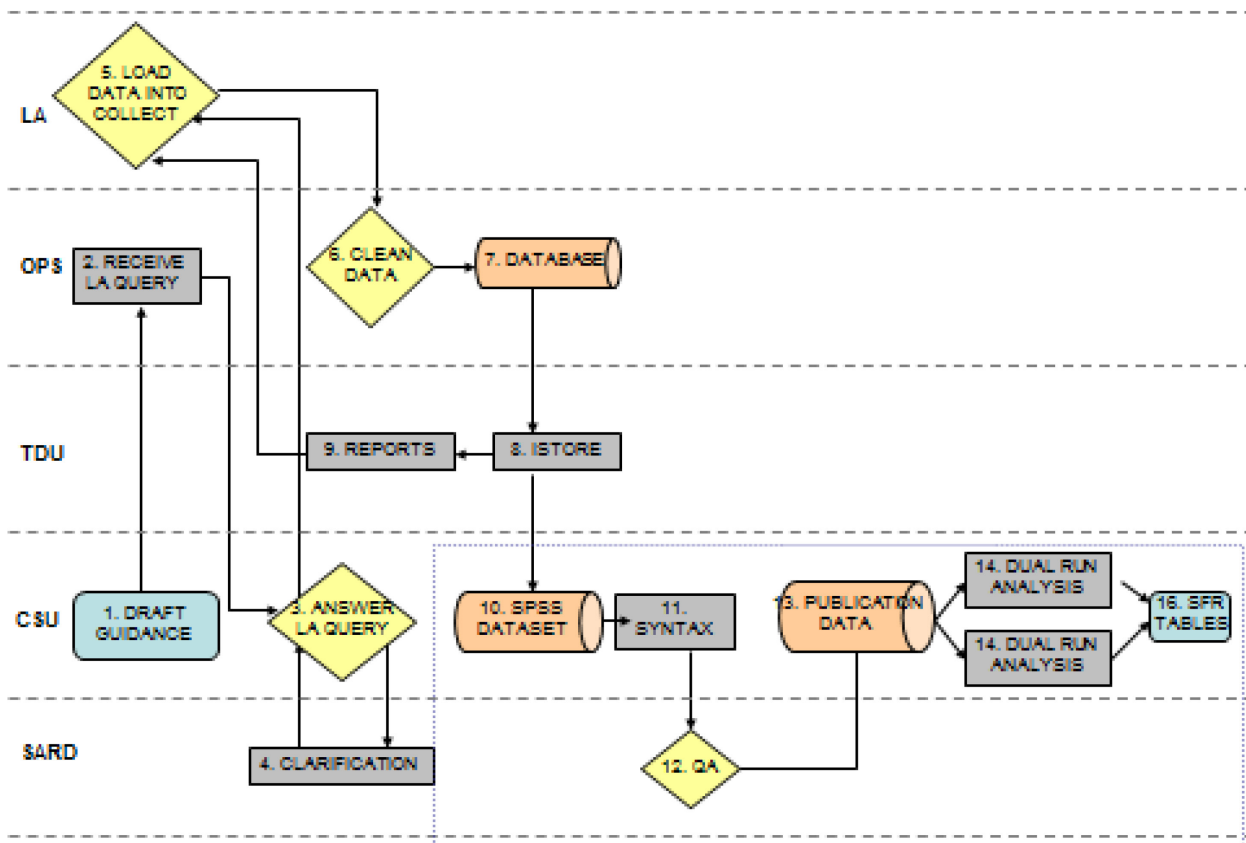 LA
5. LOAD
DATA INTO
COLLECT
OPS
2. RECEIVE
LA QUERY
6. CLEAN
DATA
7. DATABASE
TDU
9. REPORTS
8. ISTORE
CSU
1. DRAFT
GUIDANCE
3. ANSWER
LA QUERY
10. SPSS
DATASET
11.
SYNTAX
13. PUBLICATION
DATA
14. DUAL RUN
ANALYSIS
14. DUAL RUN
ANALYSIS
16. SFR
TABLES
SARD
4. CLARIFICATION
12. QA